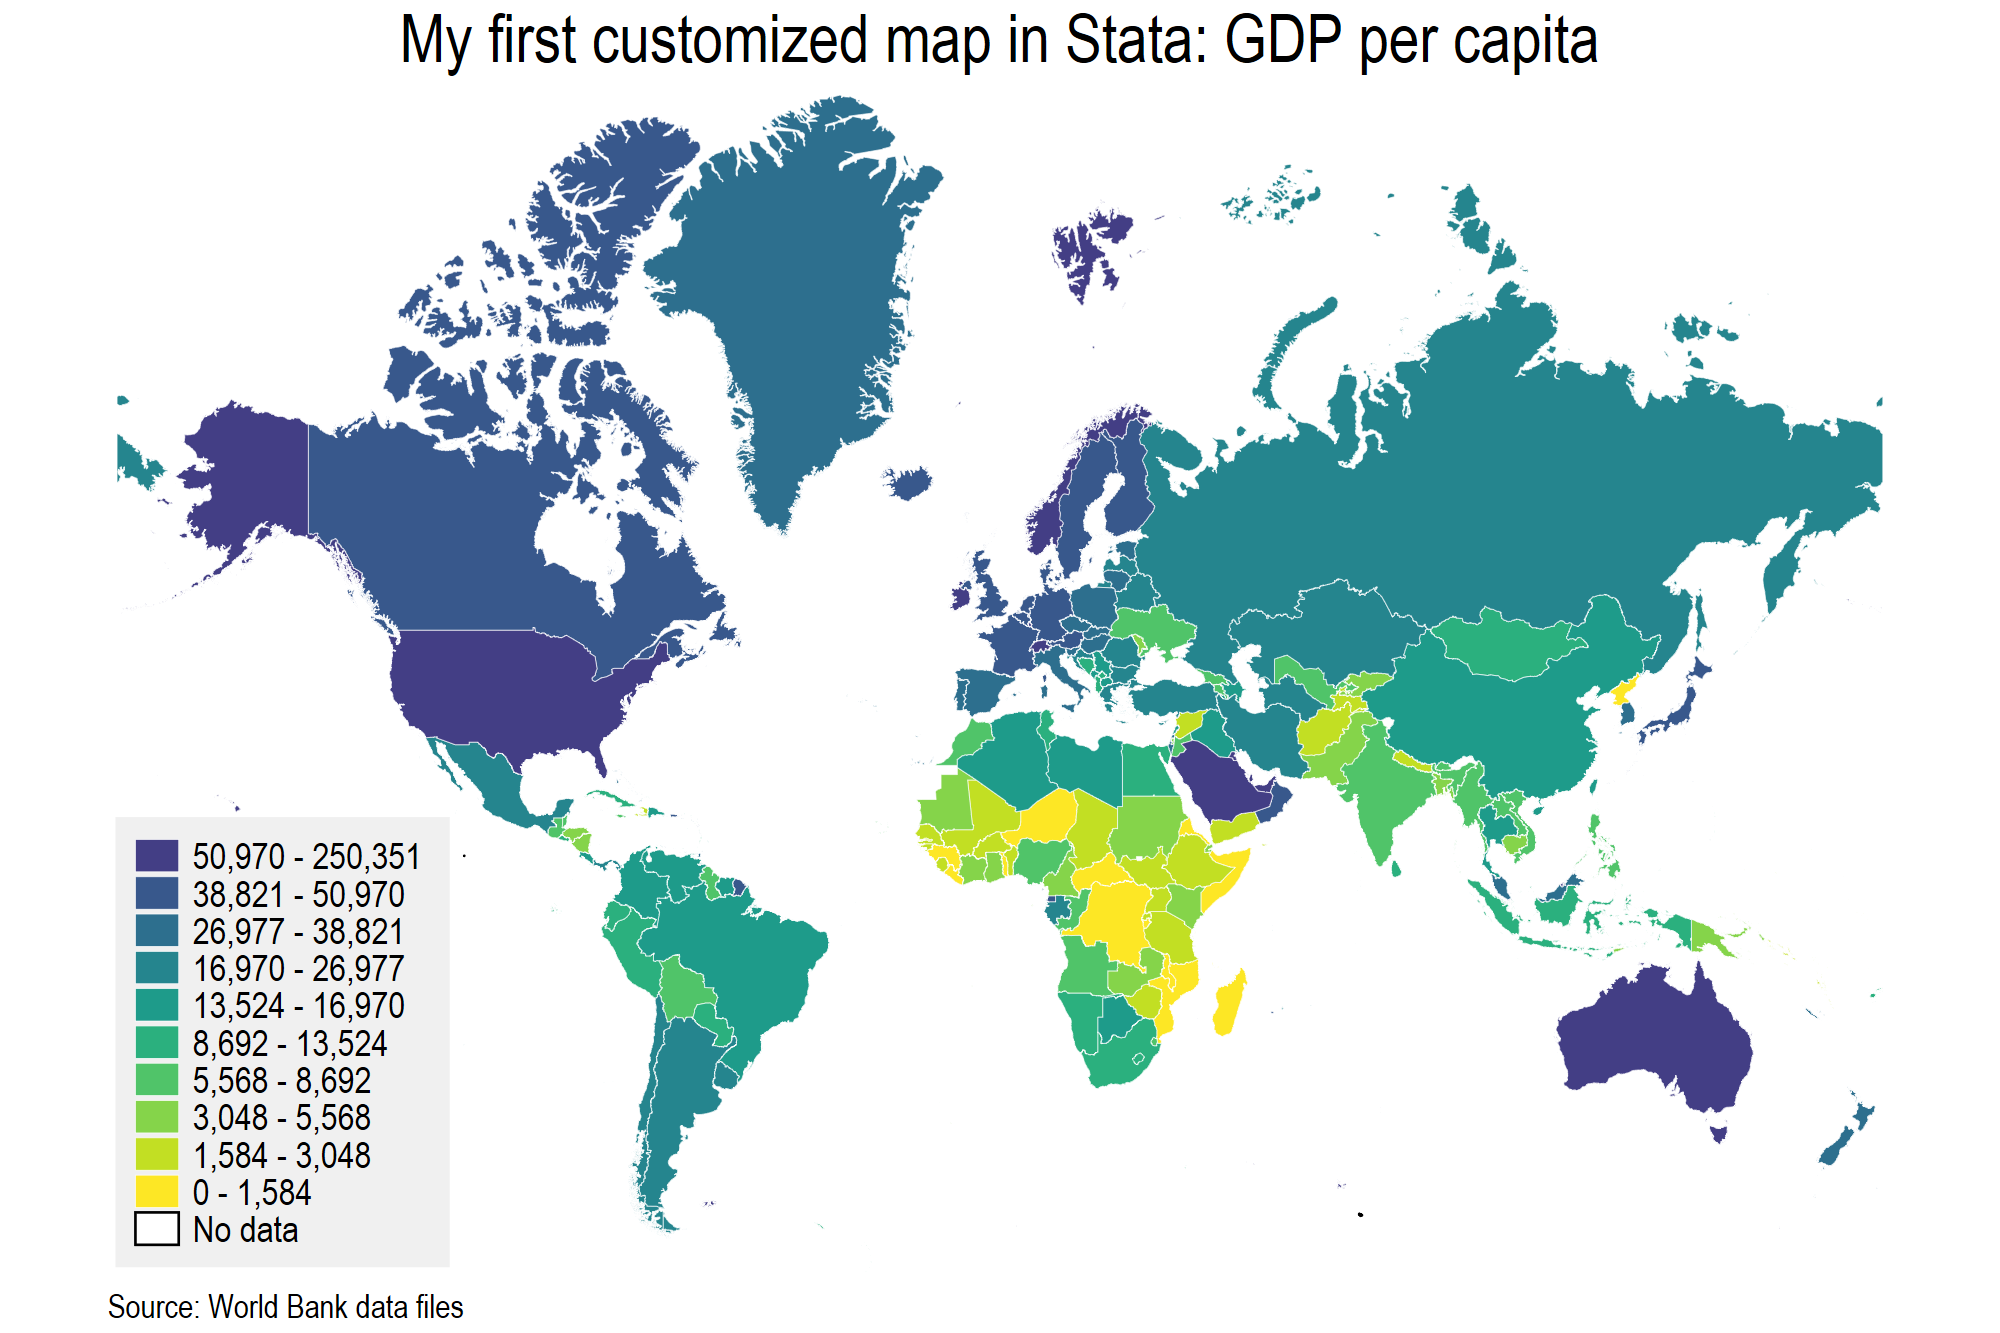 My first customized map in Stata: GDP per capita
50,970 - 250,351
38,821 - 50,970
26,977 - 38,821
16,970 - 26,977
13,524 - 16,970
8,692 - 13,524
5,568 - 8,692
3,048 - 5,568
1,584 - 3,048
0 - 1,584
No data
Source: World Bank data files